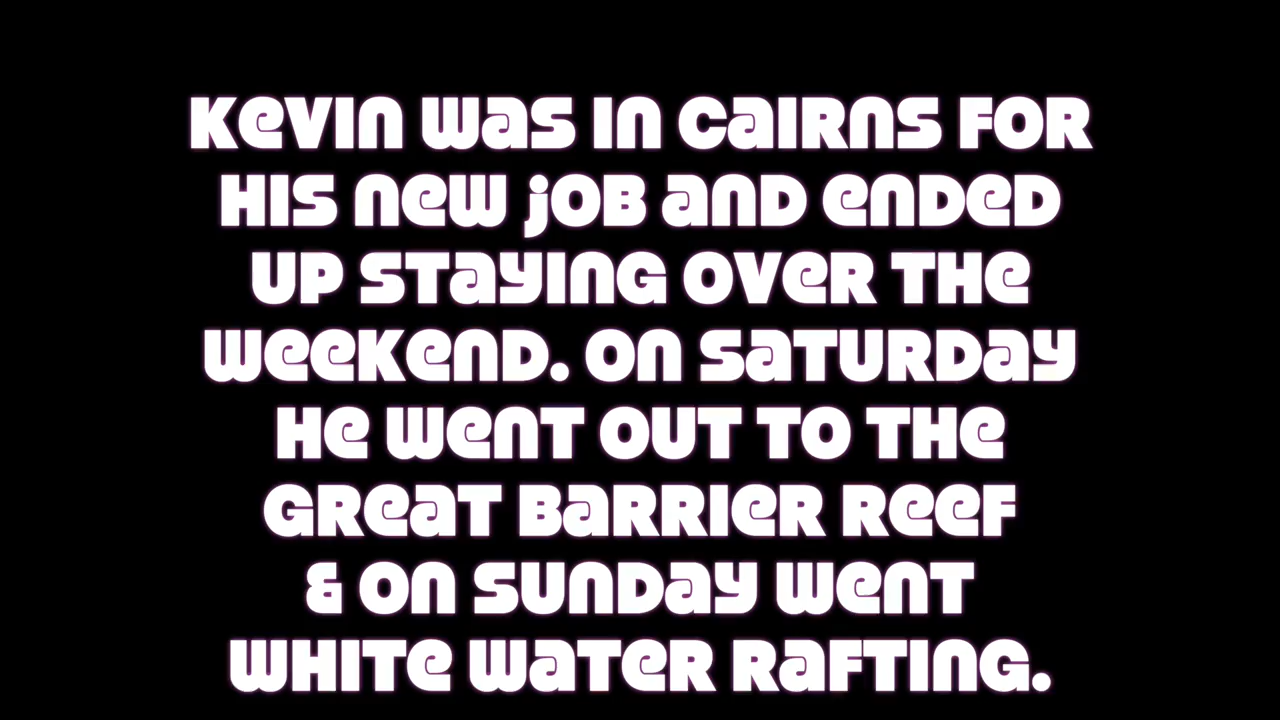 Kevin was in Cairns for
his new job and ended
up staying over the
weekend. On Saturday
he went out to the
Great Barrier Reef
& on Sunday went
white water rafting.